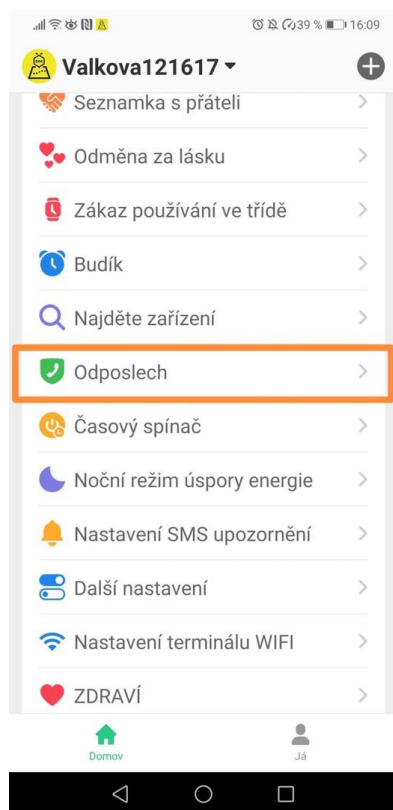 39 % 16:09
Valkova121617
Seznamka s přáteli
Odměna za lásku
Zákaz používání ve třídě
Budík
Najděte zařízení
Odposlech
Časový spínač
Noční režim úspory energie
Nastavení SMS upozornění
Další nastavení
Nastavení terminálu WIFI
ZDRAVÍ
Domov
Já